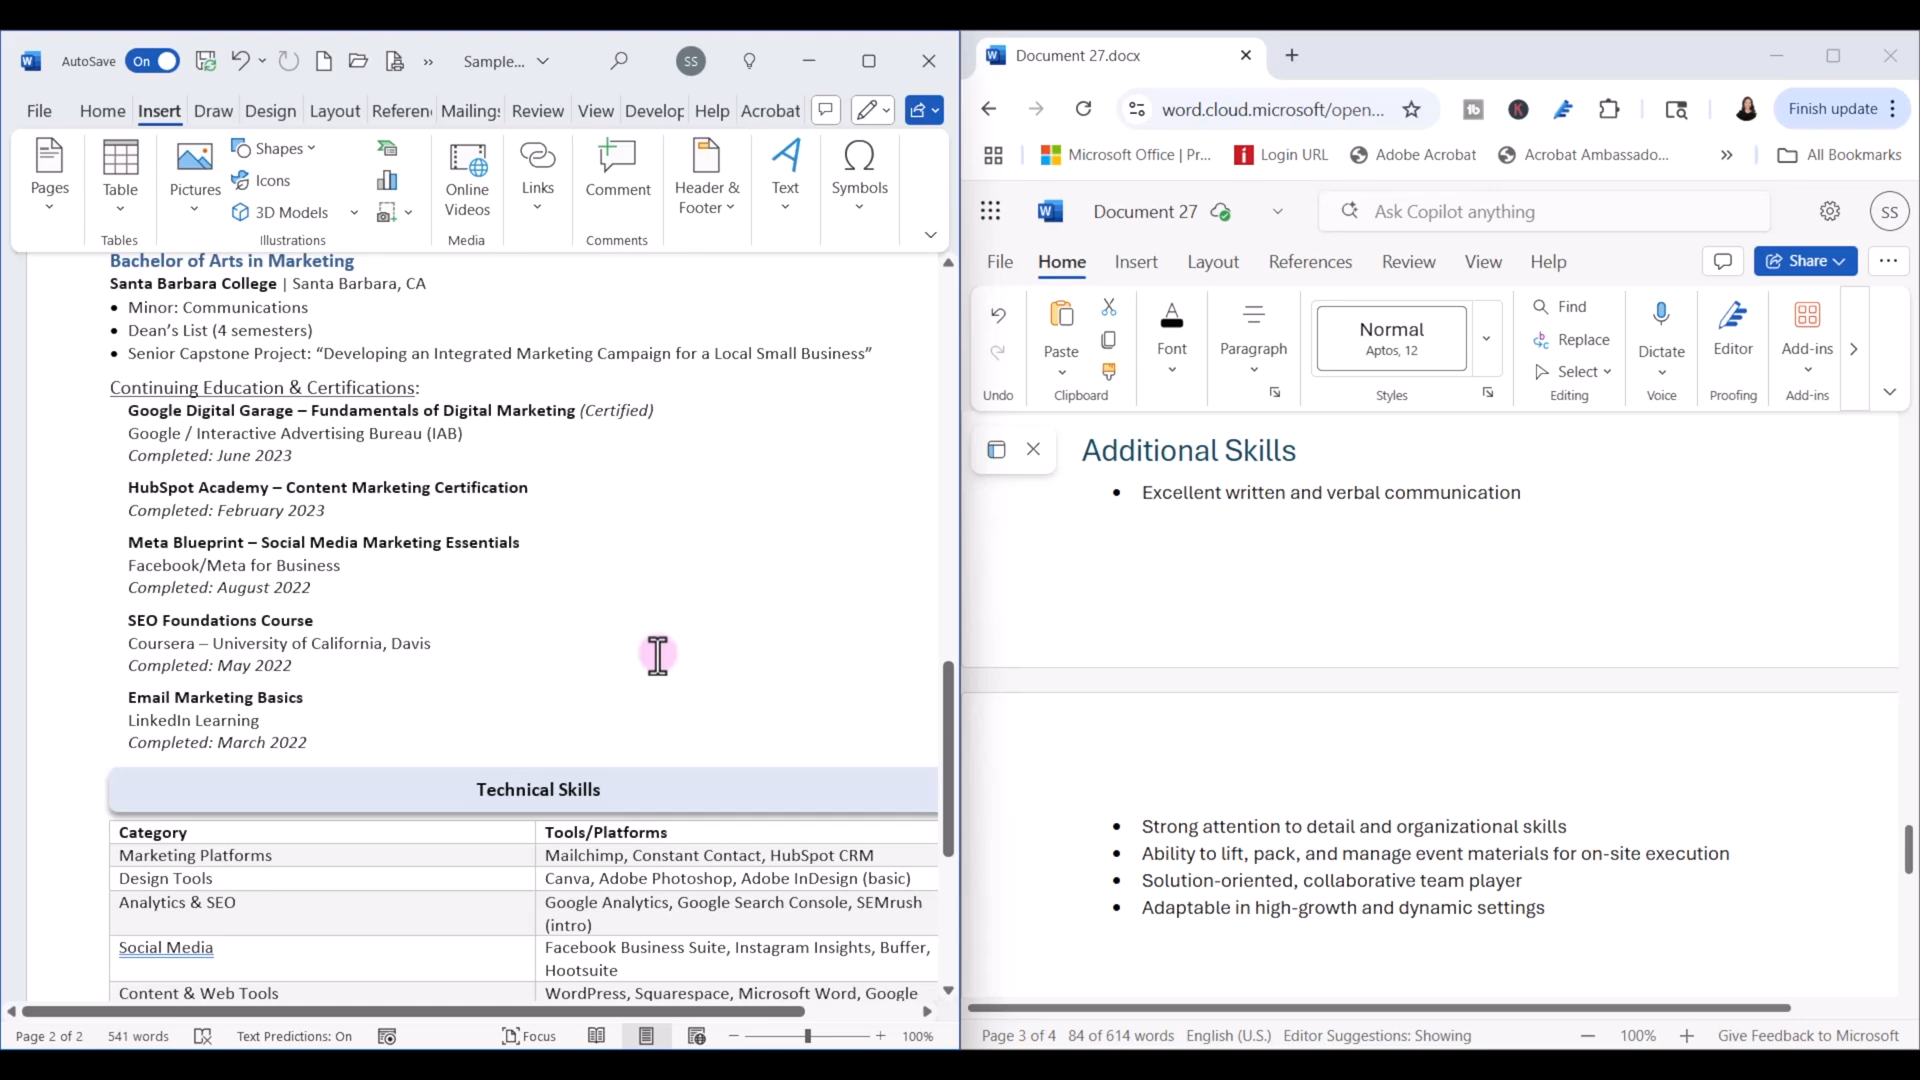 AutoSave On Sample... SS
File Home Insert Draw Design Layout Referen Mailing: Review View Develop Help Acrobat
Pages Table Pictures Shapes Icons 3D Models Online Videos Links Comment Header & Footer Text Symbols
Tables Illustrations Media Comments
Bachelor of Arts in Marketing
Santa Barbara College | Santa Barbara, CA
• Minor: Communications
• Dean’s List (4 semesters)
• Senior Capstone Project: “Developing an Integrated Marketing Campaign for a Local Small Business”
Continuing Education & Certifications:
Google Digital Garage – Fundamentals of Digital Marketing (Certified)
Google / Interactive Advertising Bureau (IAB)
Completed: June 2023
HubSpot Academy – Content Marketing Certification
Completed: February 2023
Meta Blueprint – Social Media Marketing Essentials
Facebook/Meta for Business
Completed: August 2022
SEO Foundations Course
Coursera – University of California, Davis
Completed: May 2022
Email Marketing Basics
LinkedIn Learning
Completed: March 2022
Technical Skills
Category Tools/Platforms
Marketing Platforms Mailchimp, Constant Contact, HubSpot CRM
Design Tools Canva, Adobe Photoshop, Adobe InDesign (basic)
Analytics & SEO Google Analytics, Google Search Console, SEMrush
(intro)
Social Media Facebook Business Suite, Instagram Insights, Buffer,
Hootsuite
Content & Web Tools WordPress, Squarespace, Microsoft Word, Google
Page 2 of 2 541 words Text Predictions: On Focus 100%
Document 27.docx
word.cloud.microsoft/open... Finish update
Microsoft Office | Pr... Login URL Adobe Acrobat Acrobat Ambassado... All Bookmarks
Document 27 Ask Copilot anything SS
File Home Insert Layout References Review View Help Share
Paste Font Paragraph Normal Aptos, 12 Find Replace Select Dictate Editor Add-ins
Undo Clipboard Styles Editing Voice Proofing Add-ins
Additional Skills
• Excellent written and verbal communication
• Strong attention to detail and organizational skills
• Ability to lift, pack, and manage event materials for on-site execution
• Solution-oriented, collaborative team player
• Adaptable in high-growth and dynamic settings
Page 3 of 4 84 of 614 words English (U.S.) Editor Suggestions: Showing 100% Give Feedback to Microsoft